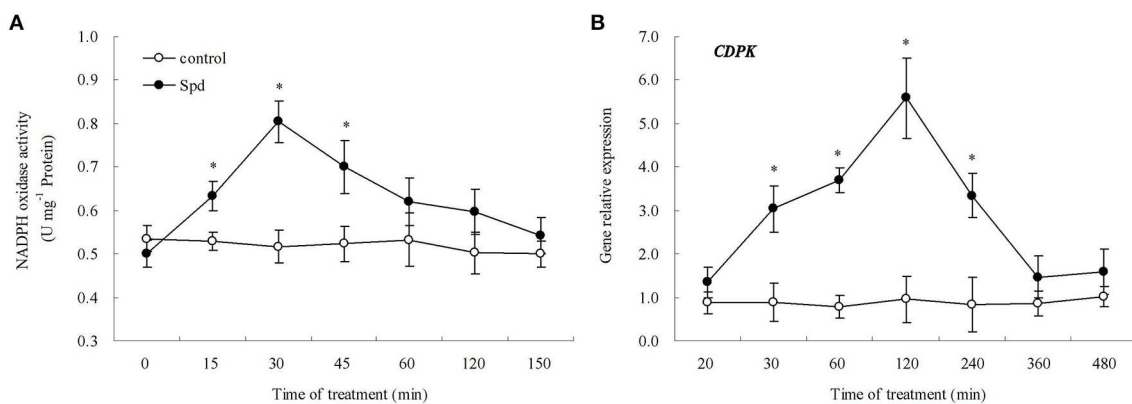 A
1.0
control
Spd
0.9
*
0.8
*
0.7
*
0.6
0.5
0.4
0.3
NADPH oxidase activity
(U mg-1 Protein)
0 15 30 45 60 120 150
Time of treatment (min)
B
7.0
CDPK
*
6.0
5.0
*
*
*
4.0
3.0
2.0
1.0
0.0
Gene relative expression
20 30 60 120 240 360 480
Time of treatment (min)